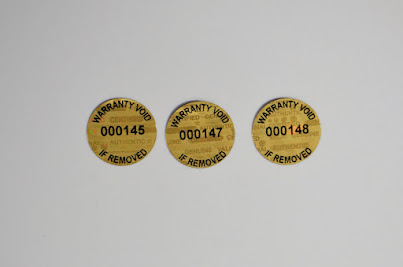 WARRANTY VOID
000145
IF REMOVED
WARRANTY VOID
000147
IF REMOVED
WARRANTY VOID
000148
IF REMOVED